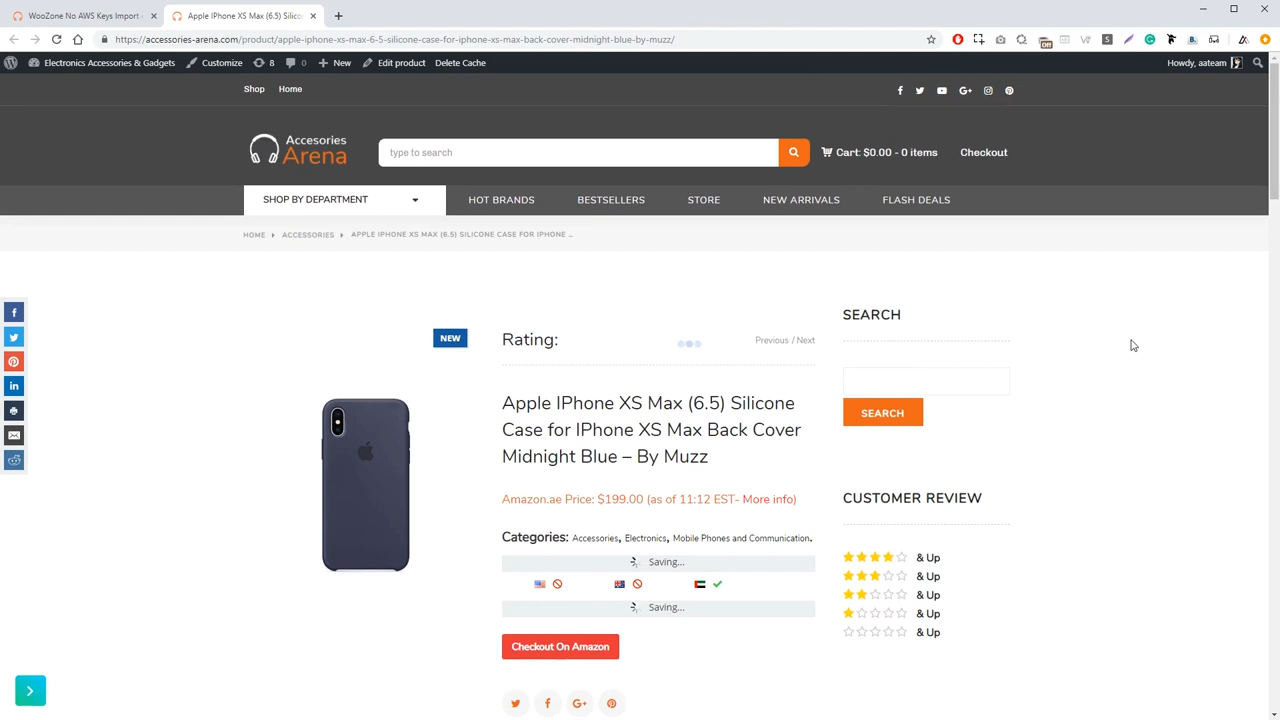 WooZone No AWS Keys Import
Apple IPhone XS Max (6.5) Silico
https://accessories-arena.com/product/apple-iphone-xs-max-6-5-silicone-case-for-iphone-xs-max-back-cover-midnight-blue-by-muzz/
Electronics Accessories & Gadgets Customize 8 0 New Edit product Delete Cache Howdy, aateam
Shop Home
Accesories
Arena
type to search
Cart: $0.00 - 0 items Checkout
SHOP BY DEPARTMENT HOT BRANDS BESTSELLERS STORE NEW ARRIVALS FLASH DEALS
HOME ACCESSORIES APPLE IPHONE XS MAX (6.5) SILICONE CASE FOR IPHONE ...
NEW
Rating:
Previous / Next
Apple IPhone XS Max (6.5) Silicone
Case for IPhone XS Max Back Cover
Midnight Blue – By Muzz
Amazon.ae Price: $199.00 (as of 11:12 EST- More info)
Categories: Accessories, Electronics, Mobile Phones and Communication.
Saving...
Saving...
Checkout On Amazon
SEARCH
SEARCH
CUSTOMER REVIEW
& Up
& Up
& Up
& Up
& Up